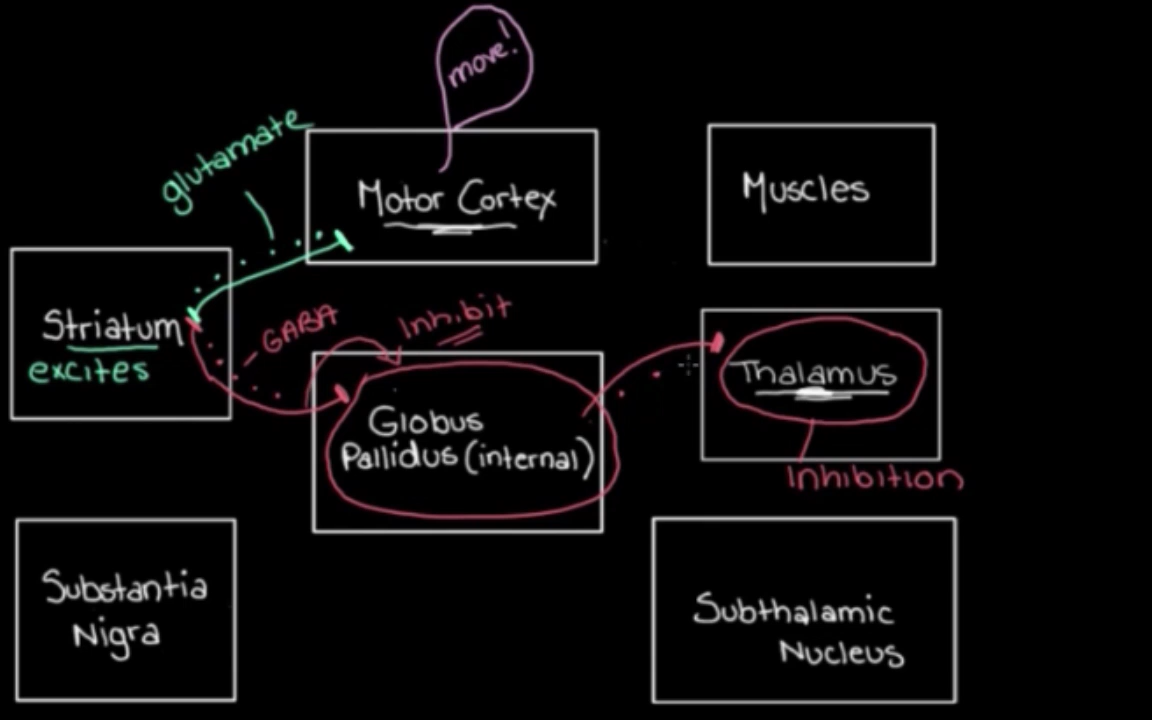 move!
glutamate
Motor Cortex
Muscles
Striatum
excites
GABA
Inhibit
Globus
Pallidus (internal)
Thalamus
Inhibition
Substantia
Nigra
Subthalamic
Nucleus